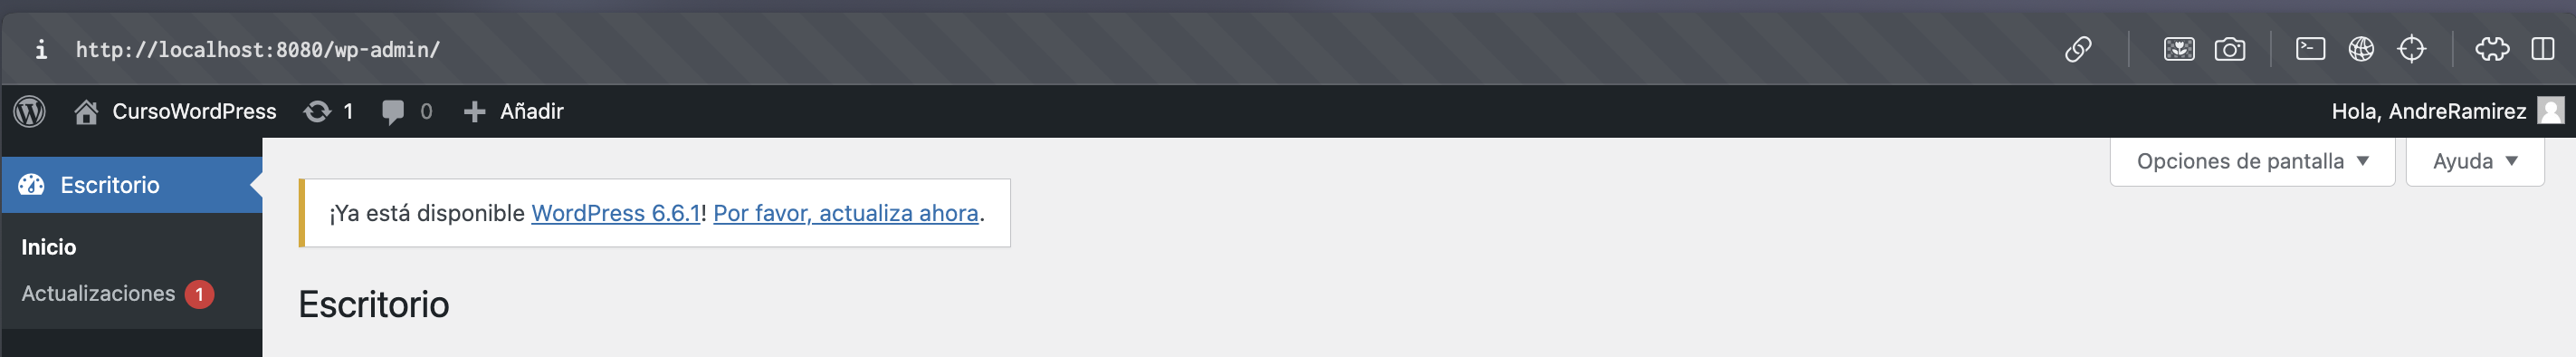 http://localhost:8080/wp-admin/
CursoWordPress 1 0 Añadir Hola, AndreRamirez
Opciones de pantalla Ayuda
Escritorio
¡Ya está disponible WordPress 6.6.1! Por favor, actualiza ahora.
Inicio
Actualizaciones 1
Escritorio